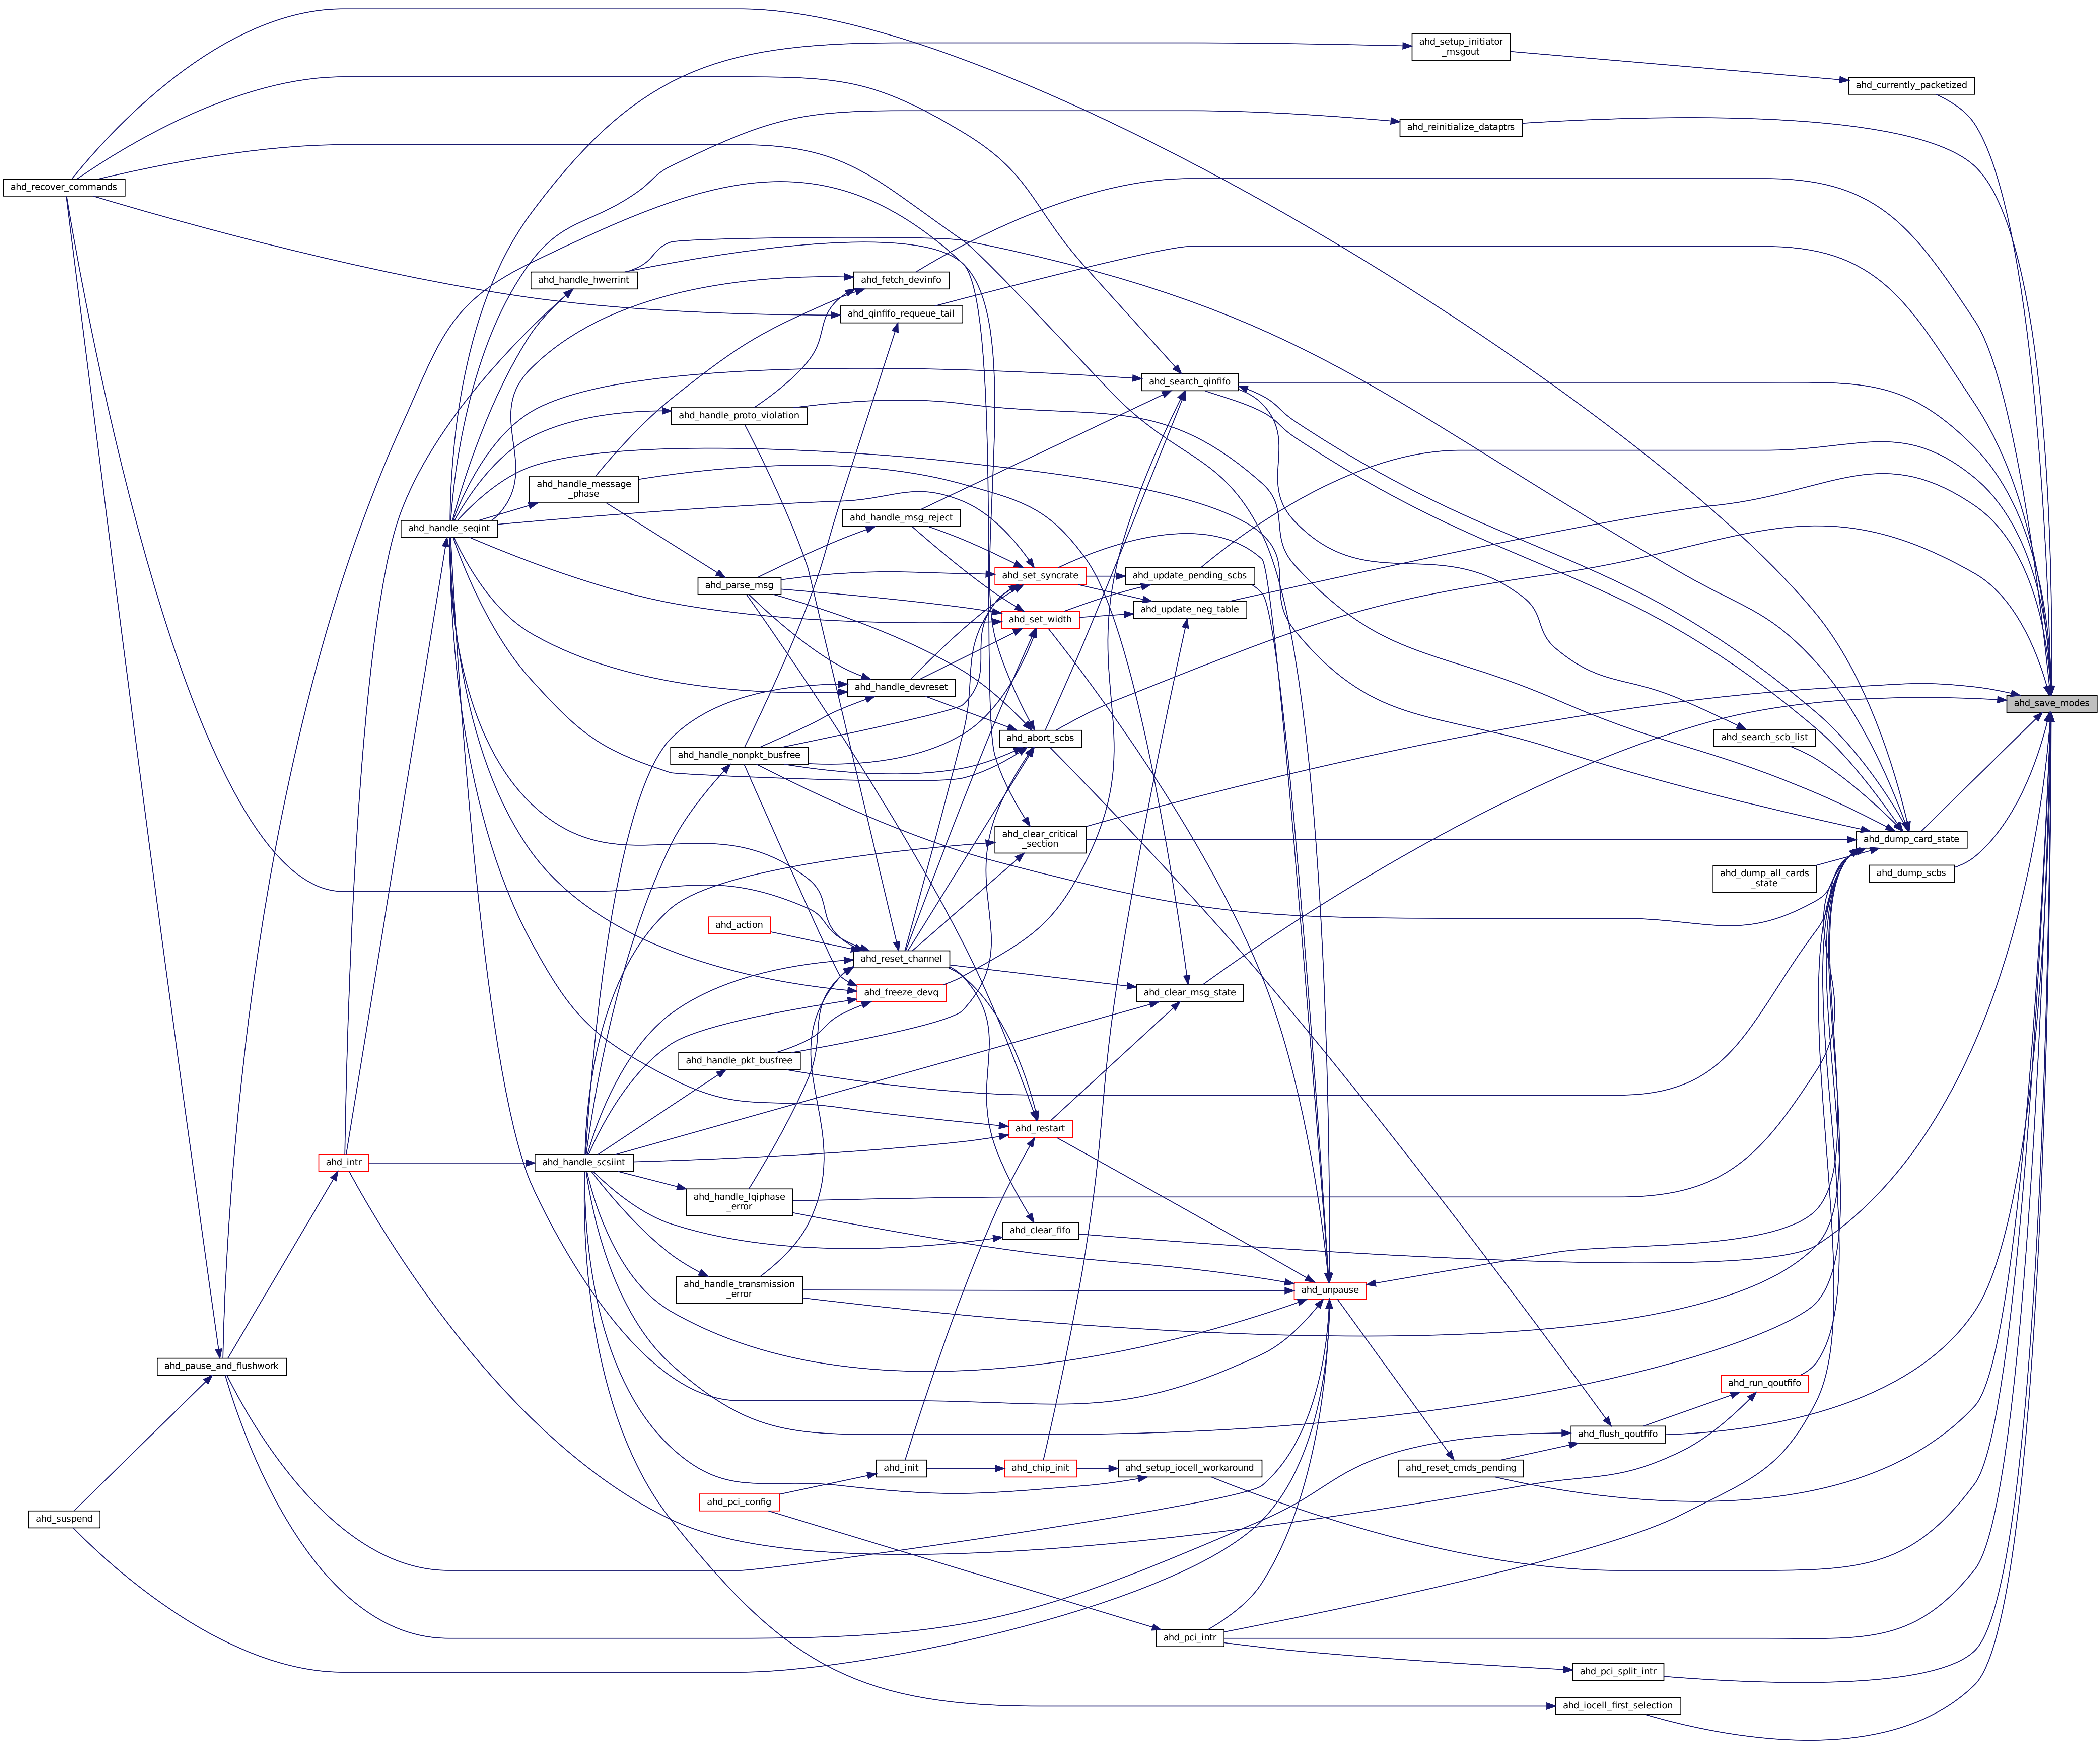 ahd_setup_initiator
_msgout
ahd_currently_packetized
ahd_reinitialize_dataptrs
ahd_recover_commands
ahd_handle_hwerrint
ahd_fetch_devinfo
ahd_qinfifo_requeue_tail
ahd_search_qinfifo
ahd_handle_proto_violation
ahd_handle_message
_phase
ahd_handle_msg_reject
ahd_handle_seqint
ahd_set_syncrate
ahd_update_pending_scbs
ahd_parse_msg
ahd_update_neg_table
ahd_set_width
ahd_handle_devreset
ahd_save_modes
ahd_abort_scbs
ahd_search_scb_list
ahd_handle_nonpkt_busfree
ahd_clear_critical
_section
ahd_dump_card_state
ahd_dump_all_cards
_state
ahd_dump_scbs
ahd_action
ahd_reset_channel
ahd_freeze_devq
ahd_clear_msg_state
ahd_handle_pkt_busfree
ahd_restart
ahd_intr
ahd_handle_scsiint
ahd_handle_lqiphase
_error
ahd_clear_fifo
ahd_handle_transmission
_error
ahd_unpause
ahd_pause_and_flushwork
ahd_run_qoutfifo
ahd_flush_qoutfifo
ahd_init
ahd_chip_init
ahd_setup_iocell_workaround
ahd_reset_cmds_pending
ahd_pci_config
ahd_suspend
ahd_pci_intr
ahd_pci_split_intr
ahd_iocell_first_selection